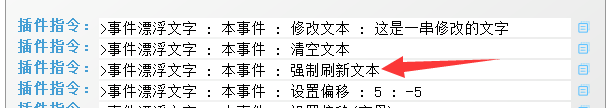 插件指令: >事件漂浮文字 : 本事件 : 修改文本 : 这是一串修改的文字
插件指令: >事件漂浮文字 : 本事件 : 清空文本
插件指令: >事件漂浮文字 : 本事件 : 强制刷新文本
插件指令: >事件漂浮文字 : 本事件 : 设置偏移 : 5 : -5